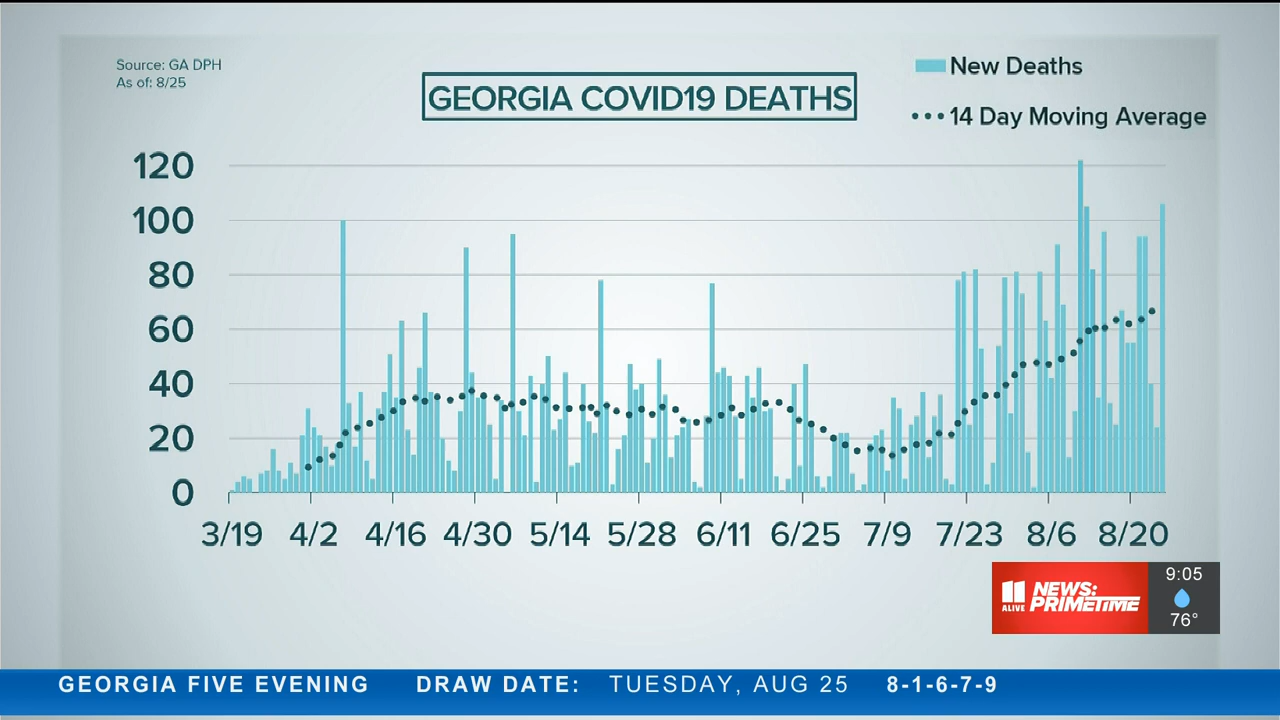 Source: GA DPH
As of: 8/25
GEORGIA COVID19 DEATHS
New Deaths
14 Day Moving Average
120
100
80
60
40
20
0
3/19 4/2 4/16 4/30 5/14 5/28 6/11 6/25 7/9 7/23 8/6 8/20
11 ALIVE NEWS: PRIMETIME
9:05
76°
GEORGIA FIVE EVENING DRAW DATE: TUESDAY, AUG 25 8-1-6-7-9